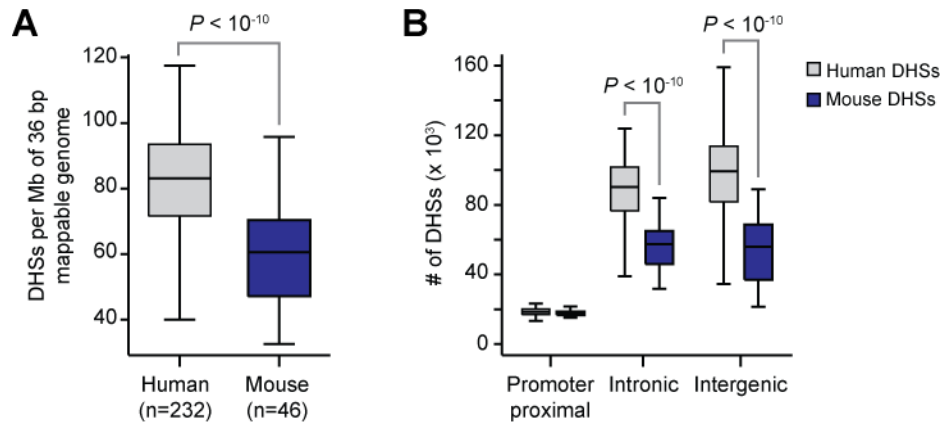 A
P < 10⁻¹⁰
DHSs per Mb of 36 bp
mappable genome
120
100
80
60
40
Human
(n=232)
Mouse
(n=46)
B
P < 10⁻¹⁰
P < 10⁻¹⁰
# of DHSs (x 10³)
160
120
80
40
0
Promoter
proximal
Intronic
Intergenic
Human DHSs
Mouse DHSs